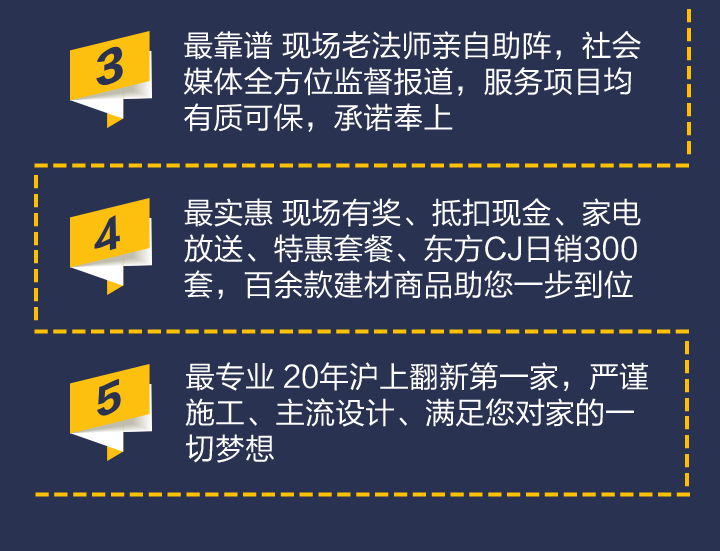 3
最靠谱 现场老法师亲自助阵，社会
媒体全方位监督报道，服务项目均
有质可保，承诺奉上
4
最实惠 现场有奖、抵扣现金、家电
放送、特惠套餐、东方CJ日销300
套，百余款建材商品助您一步到位
5
最专业 20年沪上翻新第一家，严谨
施工、主流设计、满足您对家的一
切梦想